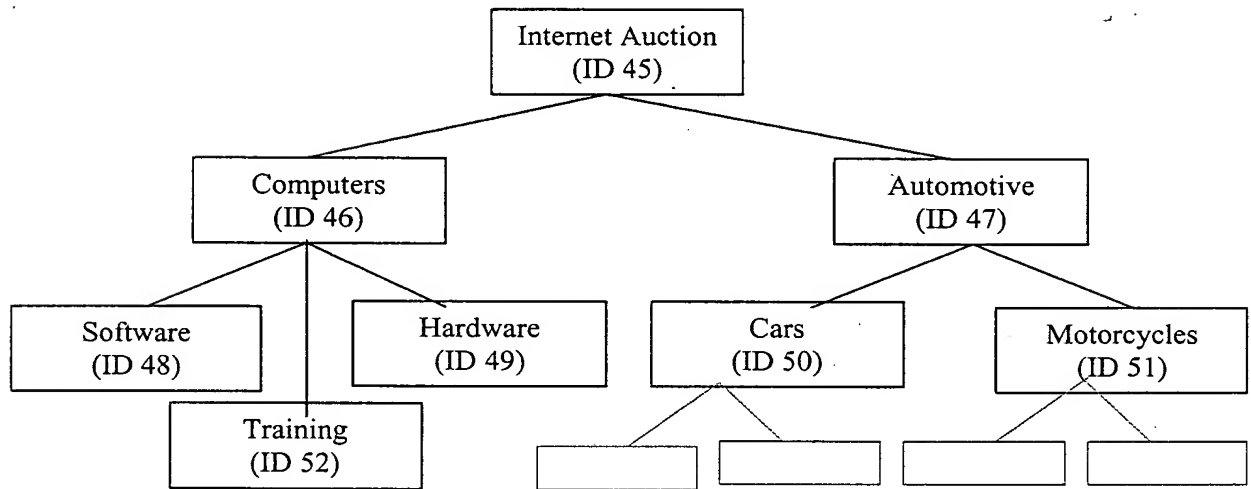 Internet Auction
(ID 45)
Computers
(ID 46)
Automotive
(ID 47)
Software
(ID 48)
Hardware
(ID 49)
Cars
(ID 50)
Motorcycles
(ID 51)
Training
(ID 52)